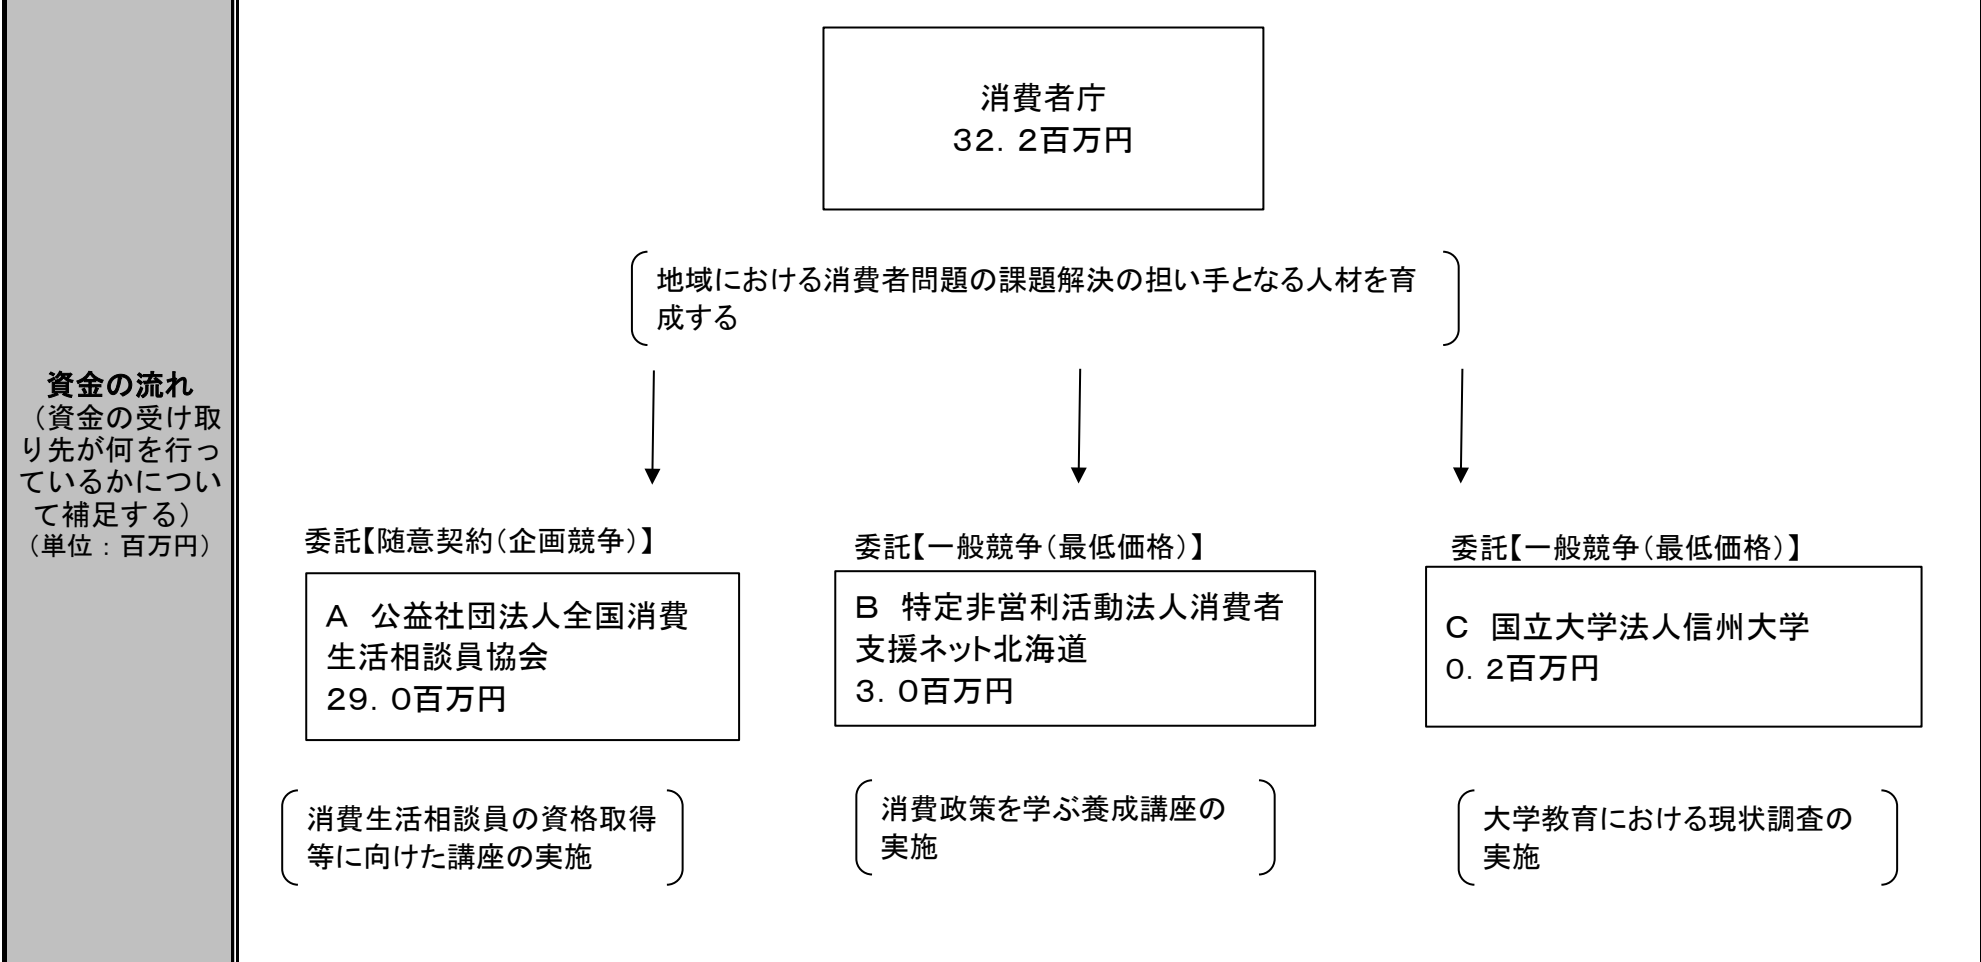 資金の流れ
（資金の受け取
り先が何を行っ
ているかについ
て補足する）
（単位：百万円）
消費者庁
３２．２百万円
地域における消費者問題の課題解決の担い手となる人材を育
成する
委託【随意契約（企画競争）】
A　公益社団法人全国消費
生活相談員協会
２９．０百万円
消費生活相談員の資格取得
等に向けた講座の実施
委託【一般競争（最低価格）】
B　特定非営利活動法人消費者
支援ネット北海道
３．０百万円
消費政策を学ぶ養成講座の
実施
委託【一般競争（最低価格）】
C　国立大学法人信州大学
０．２百万円
大学教育における現状調査の
実施